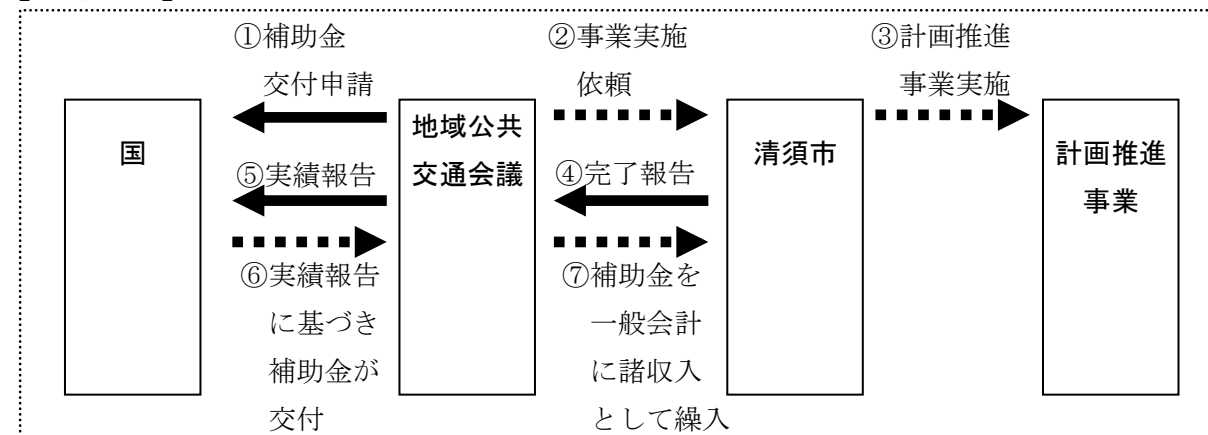 ①補助金
交付申請
②事業実施
依頼
③計画推進
事業実施
国
地域公共
交通会議
清須市
計画推進
事業
⑤実績報告
④完了報告
⑥実績報告
に基づき
補助金が
交付
⑦補助金を
一般会計
に諸収入
として繰入